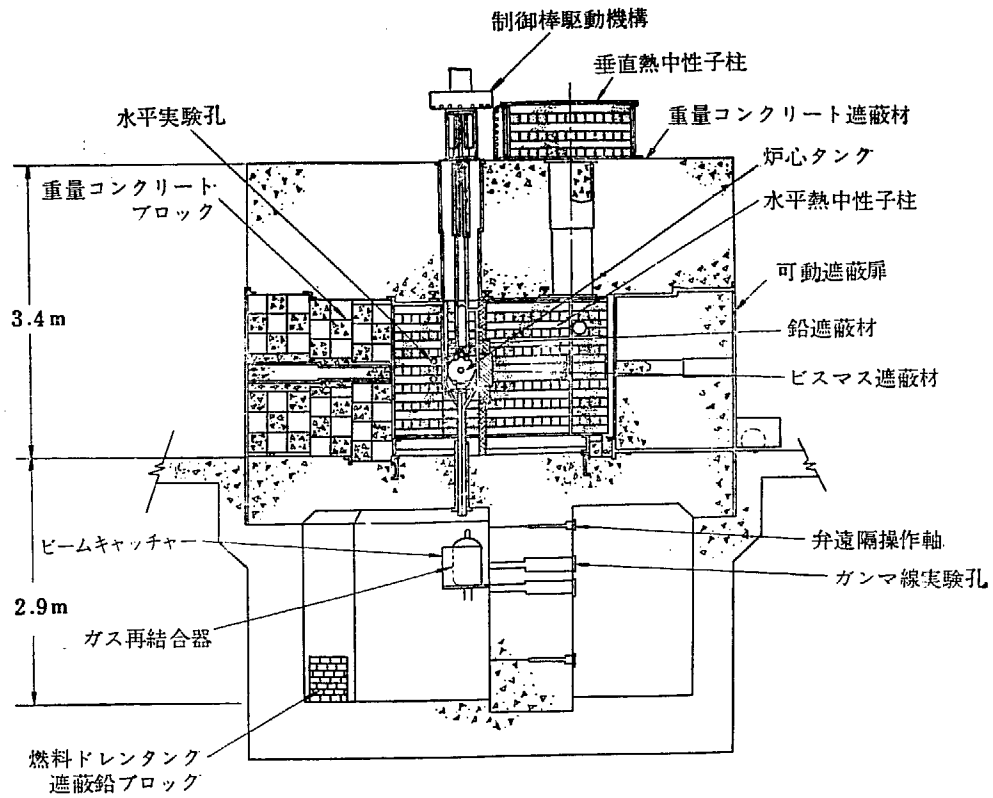 制御棒駆動機構
垂直熱中性子柱
水平実験孔
重量コンクリート遮蔽材
炉心タンク
重量コンクリート
ブロック
水平熱中性子柱
可動遮蔽扉
3.4m
鉛遮蔽材
ビスマス遮蔽材
ビームキャッチャー
弁遠隔操作軸
ガンマ線実験孔
2.9m
ガス再結合器
燃料ドレンタンク
遮蔽鉛ブロック